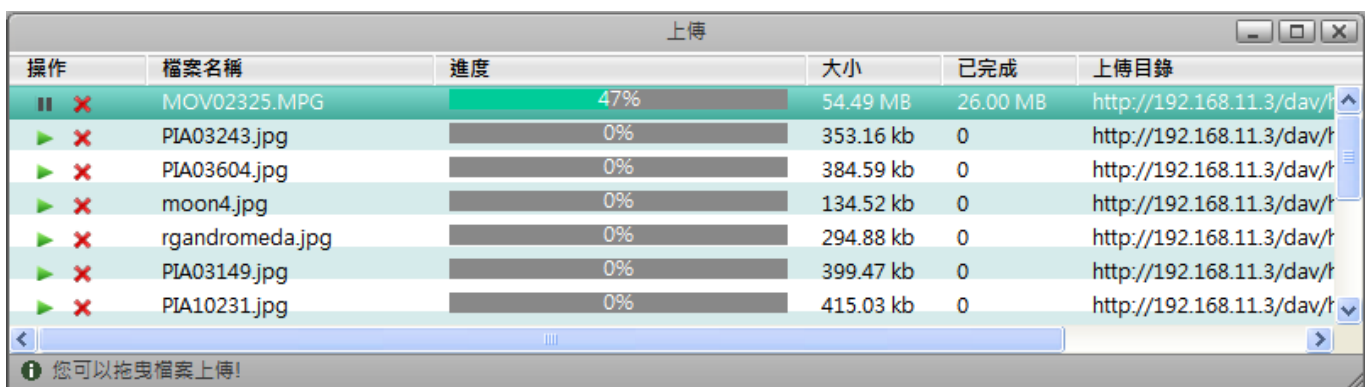 上傳
操作 檔案名稱 進度 大小 已完成 上傳目錄
MOV02325.MPG 47% 54.49 MB 26.00 MB http://192.168.11.3/dav/h
PIA03243.jpg 0% 353.16 kb 0 http://192.168.11.3/dav/h
PIA03604.jpg 0% 384.59 kb 0 http://192.168.11.3/dav/h
moon4.jpg 0% 134.52 kb 0 http://192.168.11.3/dav/h
rgandromeda.jpg 0% 294.88 kb 0 http://192.168.11.3/dav/h
PIA03149.jpg 0% 399.47 kb 0 http://192.168.11.3/dav/h
PIA10231.jpg 0% 415.03 kb 0 http://192.168.11.3/dav/h
您可以拖曳檔案上傳!